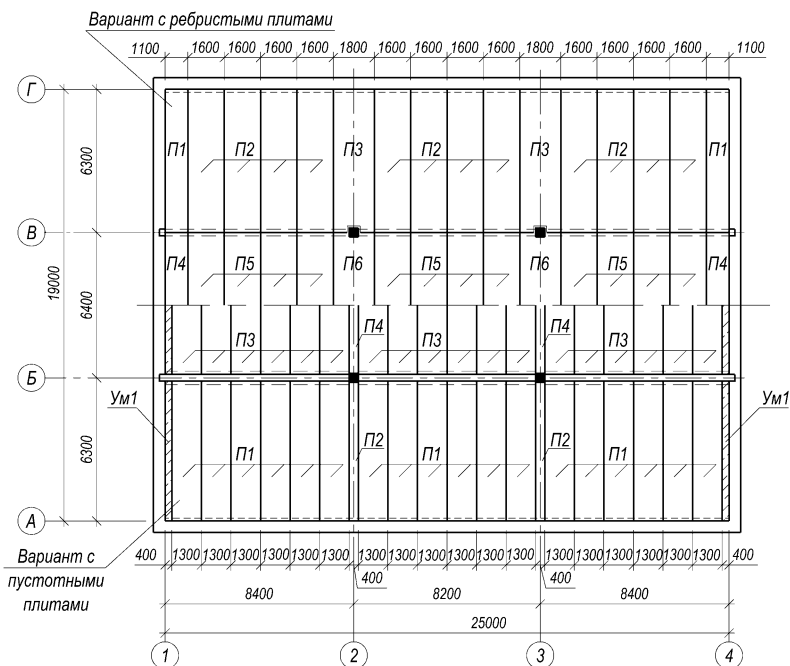 Вариант с ребристыми плитами
1100 1600 1600 1600 1600 1800 1600 1600 1600 1600 1800 1600 1600 1600 1600 1100
Г
П1 П2 П3 П2 П3 П2 П1
6300
В
П4 П5 П6 П5 П6 П5 П4
19000
6400
П4 П4
П3 П3 П3
Б
Ум1 Ум1
6300
П2 П2
П1 П1 П1
А
Вариант с
пустотными
плитами
400 1300 1300 1300 1300 1300 1300 1300 1300 1300 1300 1300 130 1300 1300 1300 1300 1300 1300 400
400 400
8400 8200 8400
25000
1 2 3 4